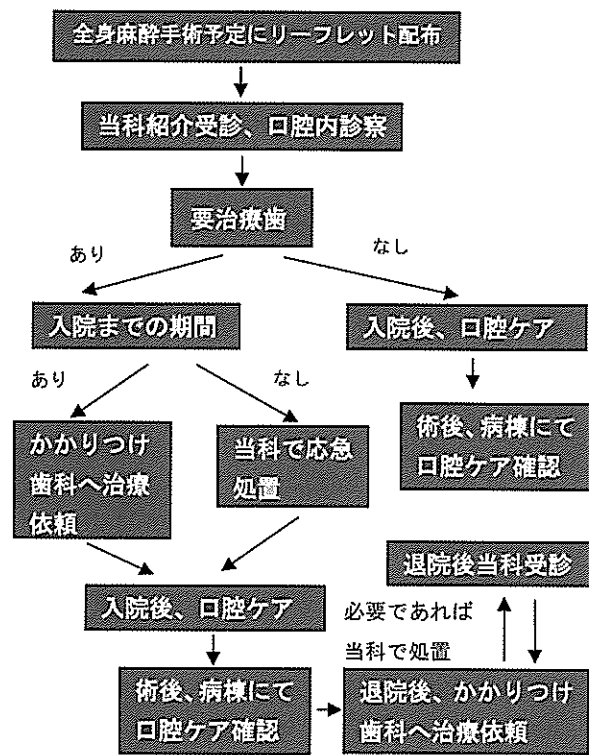 全身麻酔手術予定にリーフレット配布
当科紹介受診、口腔内診察
要治療歯
あり
なし
入院までの期間
入院後、口腔ケア
あり
なし
かかりつけ
歯科へ治療
依頼
当科で応急
処置
術後、病棟にて
口腔ケア確認
退院後当科受診
入院後、口腔ケア
必要であれば
当科で処置
術後、病棟にて
口腔ケア確認
退院後、かかりつけ
歯科へ治療依頼